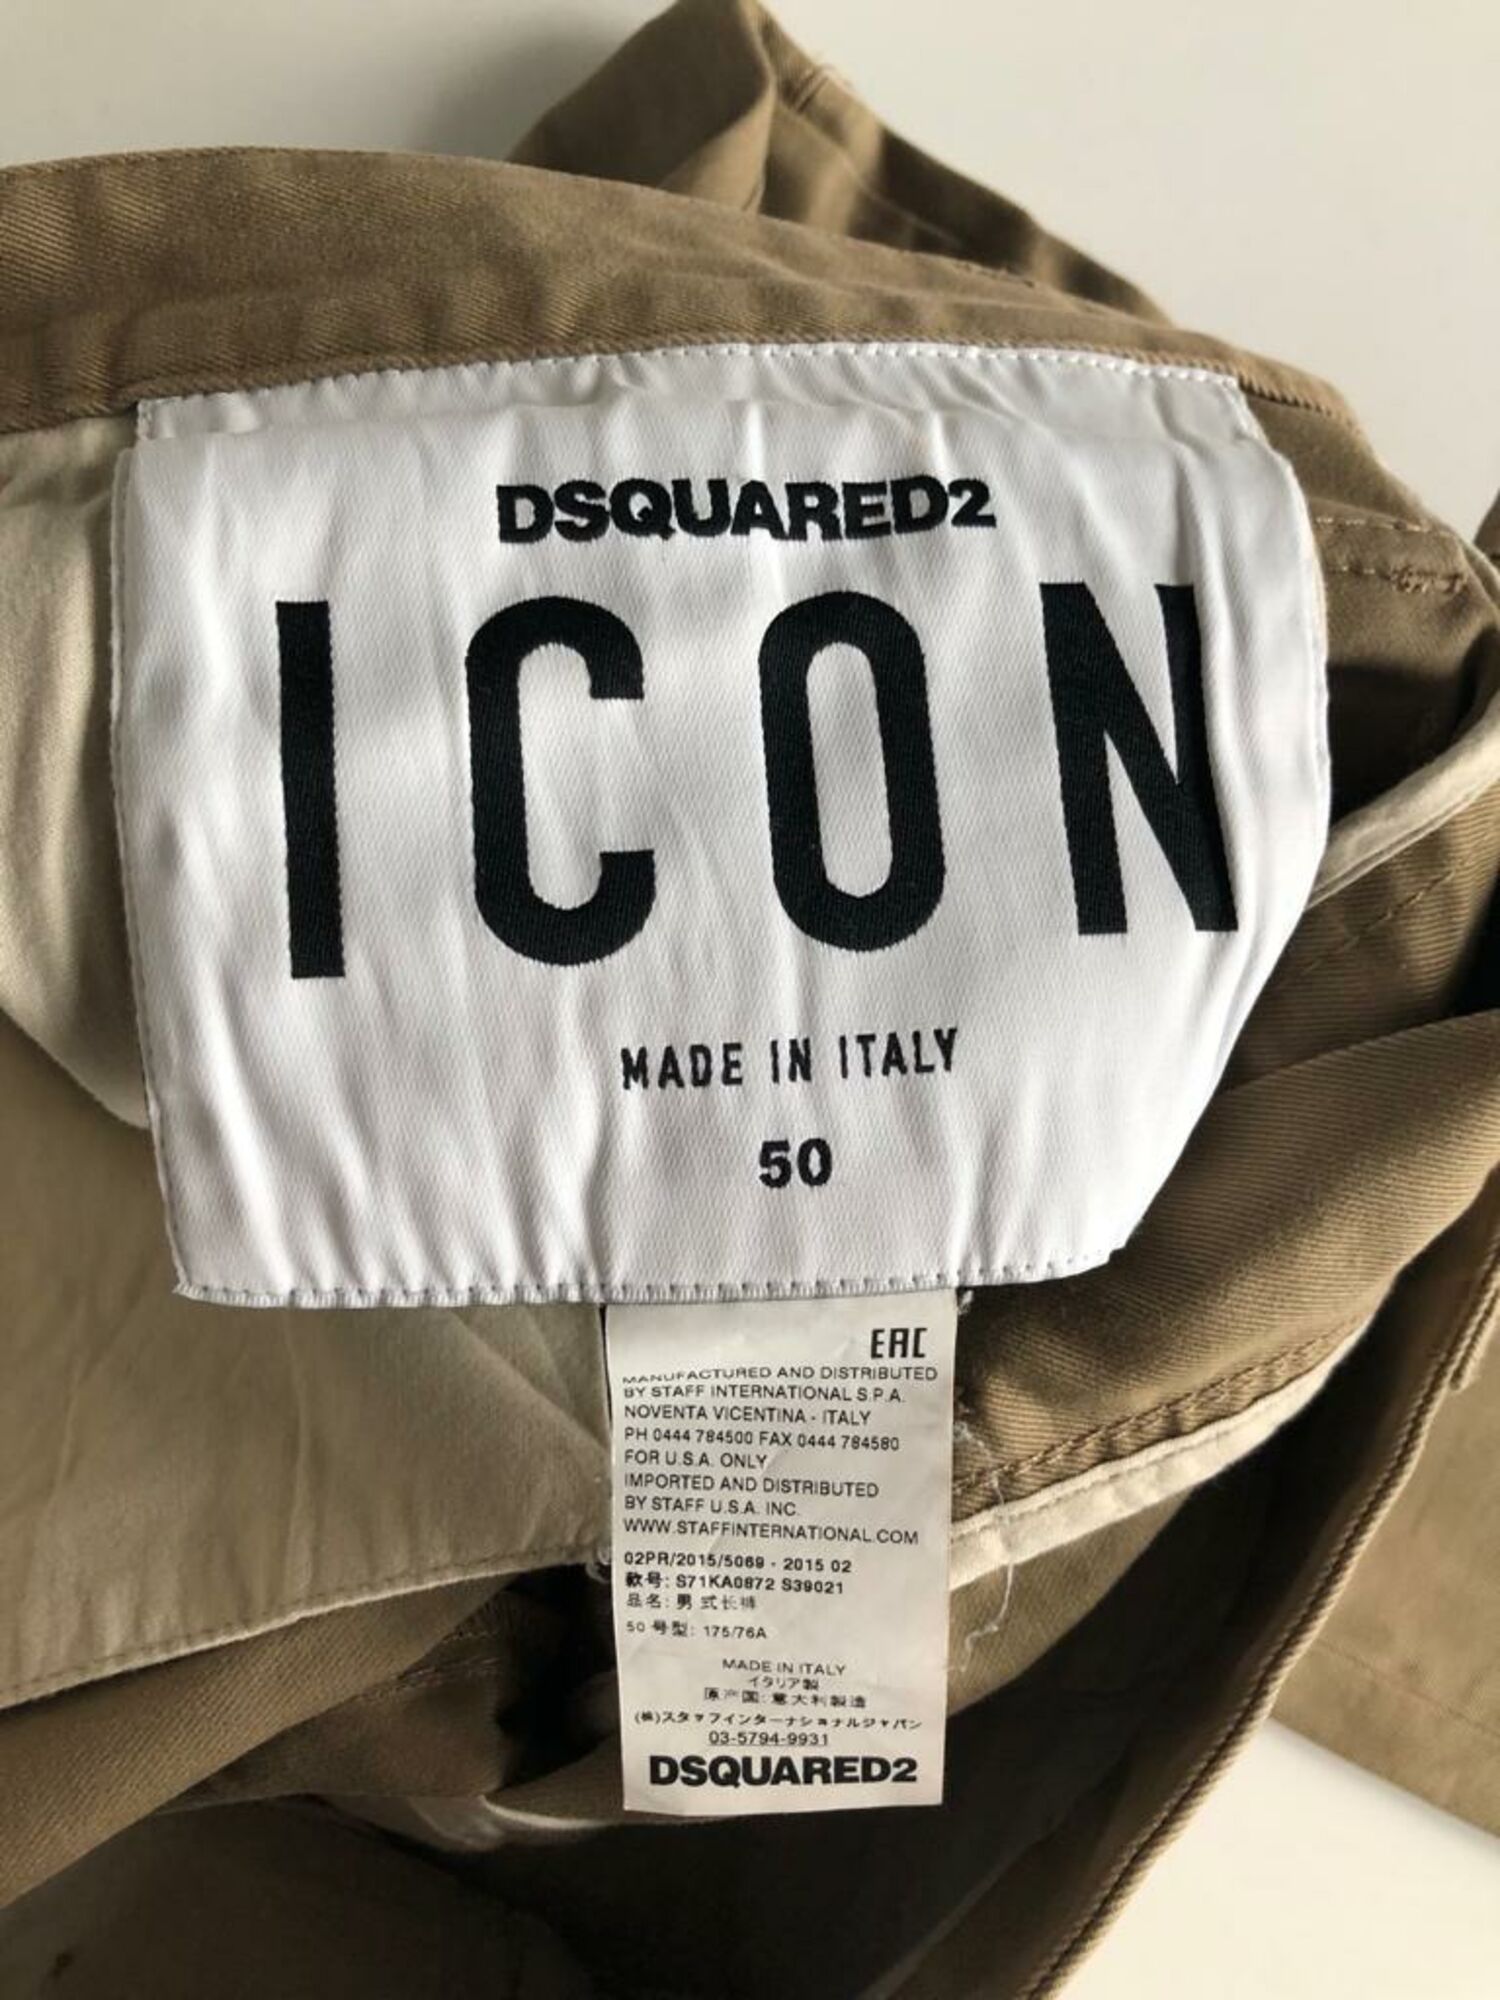 DSQUARED2
ICON
MADE IN ITALY
50
EAC
MANUFACTURED AND DISTRIBUTED
BY STAFF INTERNATIONAL S.P.A.
NOVENTA VICENTINA - ITALY
PH 0444 784500 FAX 0444 784580
FOR U.S.A. ONLY
IMPORTED AND DISTRIBUTED
BY STAFF U.S.A. INC.
WWW.STAFFINTERNATIONAL.COM
02PR/2015/5069 - 2015 02
款号: S71KA0872 S39021
品名: 男式长裤
50 号型: 175/76A
MADE IN ITALY
イタリア製
原产国: 意大利製造
(株)スタッフインターナショナルジャパン
03-5794-9931
DSQUARED2